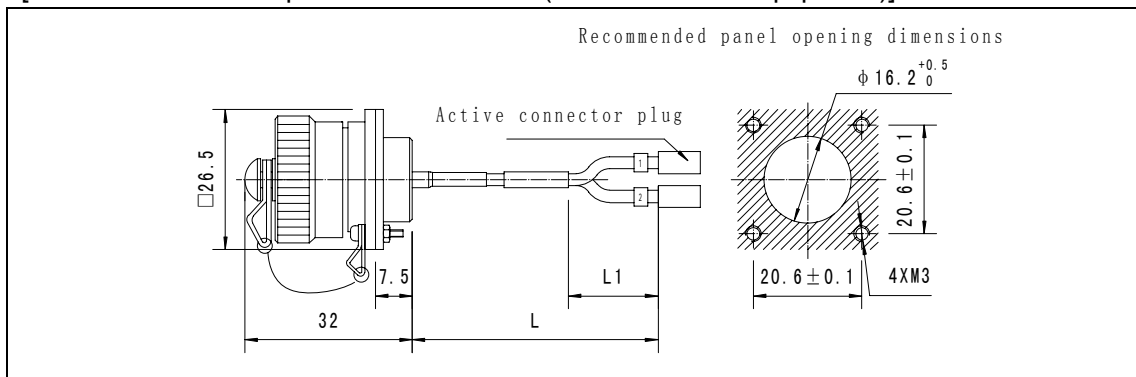 Recommended panel opening dimensions
φ16.2 +0.5 0
Active connector plug
□26.5
1
2
20.6±0.1
7.5
L1
20.6±0.1
4XM3
32
L